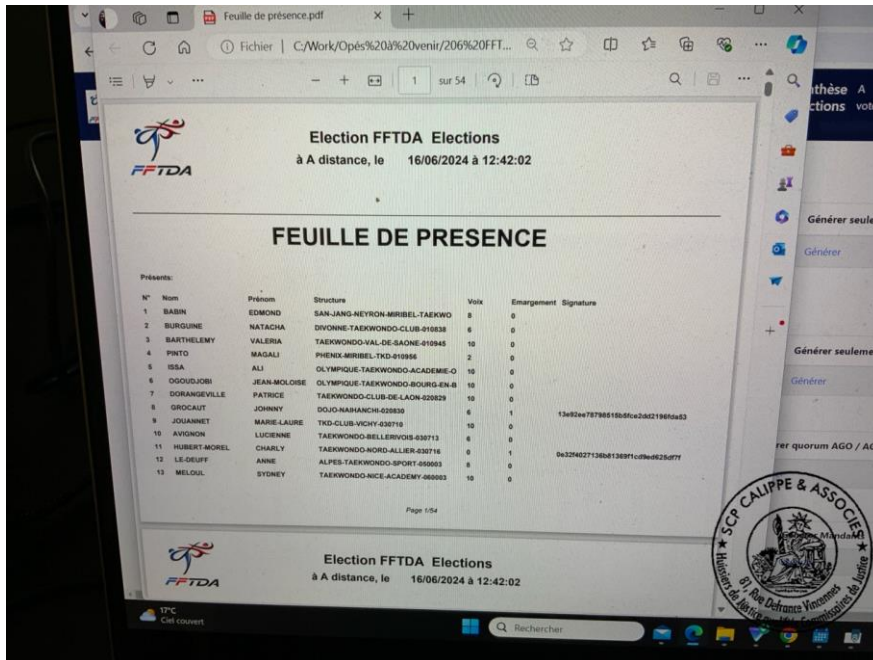 Feuille de présence.pdf
Fichier | C:/Work/Opés%20à%20venir/206%20FFT...
1 sur 54
thèse A
ctions vot
FFTDA
Election FFTDA Elections
à A distance, le 16/06/2024 à 12:42:02
FEUILLE DE PRESENCE
Présents:
N° Nom Prénom Structure Voix Emargement Signature
1 BABIN EDMOND SAN-JANG-NEYRON-MIRIBEL-TAEKWO 8 0
2 BURGUINE NATACHA DIVONNE-TAEKWONDO-CLUB-010838 6 0
3 BARTHELEMY VALERIA TAEKWONDO-VAL-DE-SAONE-010945 10 0
4 PINTO MAGALI PHENIX-MIRIBEL-TKD-010956 2 0
5 ISSA ALI OLYMPIQUE-TAEKWONDO-ACADEMIE-O 10 0
6 OGOUDJOBI JEAN-MOLOISE OLYMPIQUE-TAEKWONDO-BOURG-EN-B 10 0
7 DORANGEVILLE PATRICE TAEKWONDO-CLUB-DE-LAON-020829 10 0
8 GROCAUT JOHNNY DOJO-NAIHANCHI-020830 6 1
9 JOUANNET MARIE-LAURE TKD-CLUB-VICHY-030710 10 0
10 AVIGNON LUCIENNE TAEKWONDO-BELLERIVOIS-030713 6 0
11 HUBERT-MOREL CHARLY TAEKWONDO-NORD-ALLIER-030716 0 1
12 LE-DEUFF ANNE ALPES-TAEKWONDO-SPORT-050003 8 0
13 MELOUL SYDNEY TAEKWONDO-NICE-ACADEMY-060003 10 0
Page 1/54
FFTDA
Election FFTDA Elections
à A distance, le 16/06/2024 à 12:42:02
Générer seule
Générer
Générer seuleme
Générer
rer quorum AGO / AG
Mandat
SCP CALIPPE & ASSOCIES
81, Rue Defrance Vincennes
Huissiers de Justice
17°C
Ciel couvert
Rechercher